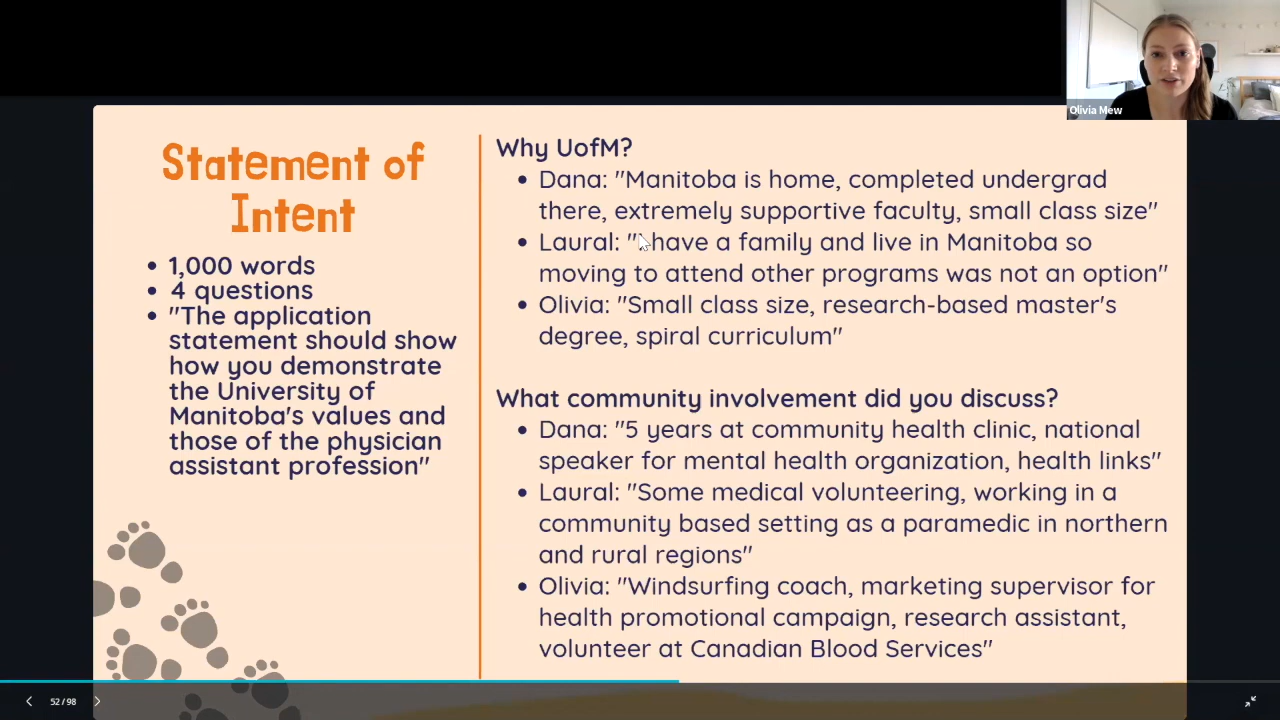 Olivia Mew
Statement of
Intent
• 1,000 words
• 4 questions
• "The application
statement should show
how you demonstrate
the University of
Manitoba's values and
those of the physician
assistant profession"
Why UofM?
• Dana: "Manitoba is home, completed undergrad
there, extremely supportive faculty, small class size"
• Laural: "I have a family and live in Manitoba so
moving to attend other programs was not an option"
• Olivia: "Small class size, research-based master's
degree, spiral curriculum"
What community involvement did you discuss?
• Dana: "5 years at community health clinic, national
speaker for mental health organization, health links"
• Laural: "Some medical volunteering, working in a
community based setting as a paramedic in northern
and rural regions"
• Olivia: "Windsurfing coach, marketing supervisor for
health promotional campaign, research assistant,
volunteer at Canadian Blood Services"
52 / 98